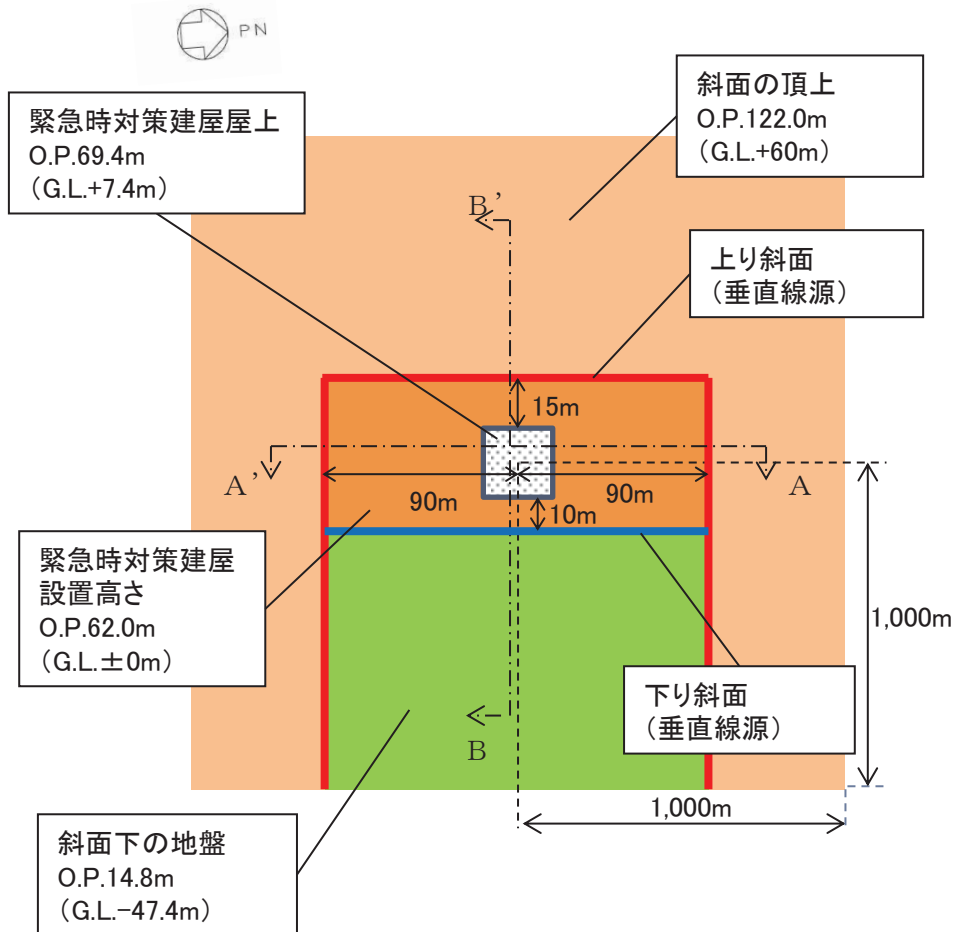 PN
緊急時対策建屋屋上
O.P.69.4m
(G.L.+7.4m)
斜面の頂上
O.P.122.0m
(G.L.+60m)
B'
上り斜面
(垂直線源)
15m
A'
A
90m
90m
10m
緊急時対策建屋
設置高さ
O.P.62.0m
(G.L.±0m)
1,000m
下り斜面
(垂直線源)
B
1,000m
斜面下の地盤
O.P.14.8m
(G.L.-47.4m)